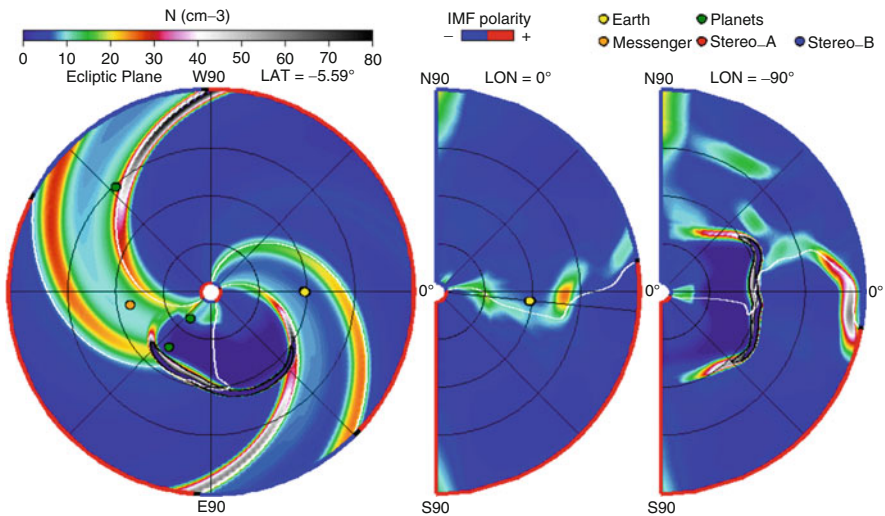 N (cm−3)
0 10 20 30 40 50 60 70 80
Ecliptic Plane W90 LAT = −5.59°
0°
E90
IMF polarity
− +
N90 LON = 0°
0°
S90
Earth Planets
Messenger Stereo_A Stereo_B
N90 LON = −90°
0°
S90